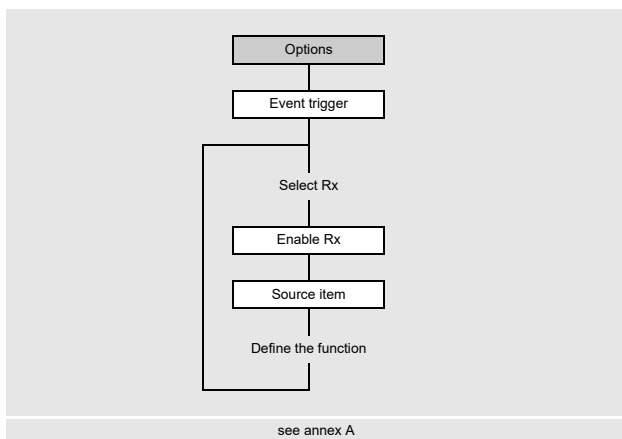 Options
Event trigger
Select Rx
Enable Rx
Source item
Define the function
see annex A